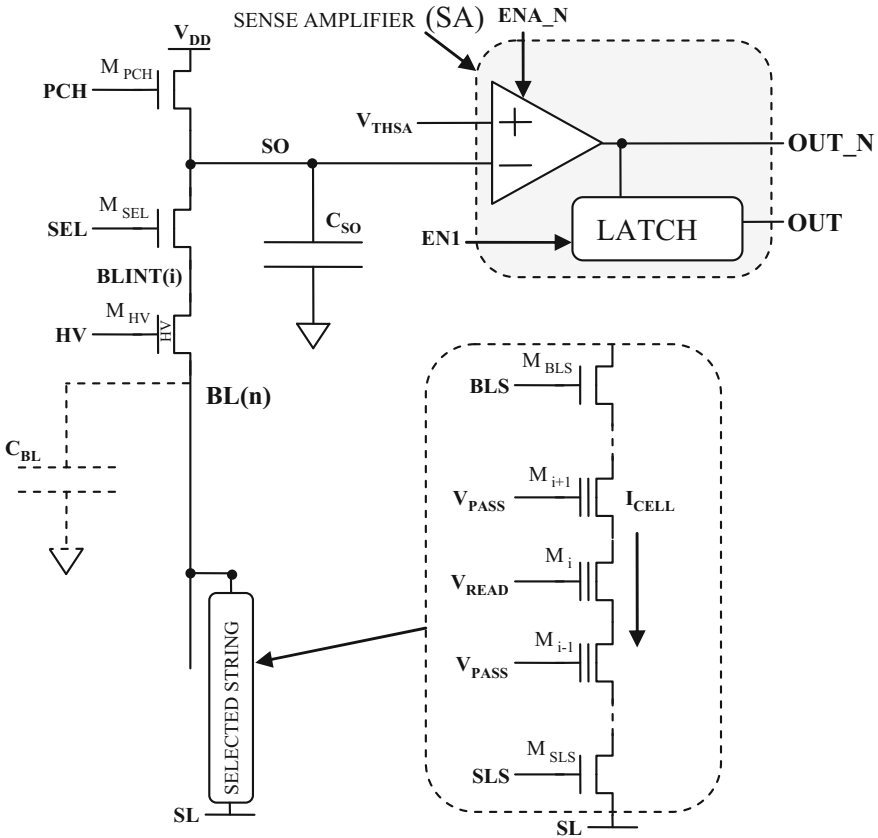 SENSE AMPLIFIER (SA)
ENA_N
V_DD
M_PCH
PCH
V_THSA
+
−
OUT_N
SO
M_SEL
SEL
C_SO
EN1
LATCH
OUT
BLINT(i)
M_HV
HV
HV
BL(n)
M_BLS
BLS
C_BL
M_i+1
V_PASS
I_CELL
M_i
V_READ
M_i-1
V_PASS
SELECTED STRING
M_SLS
SLS
SL
SL